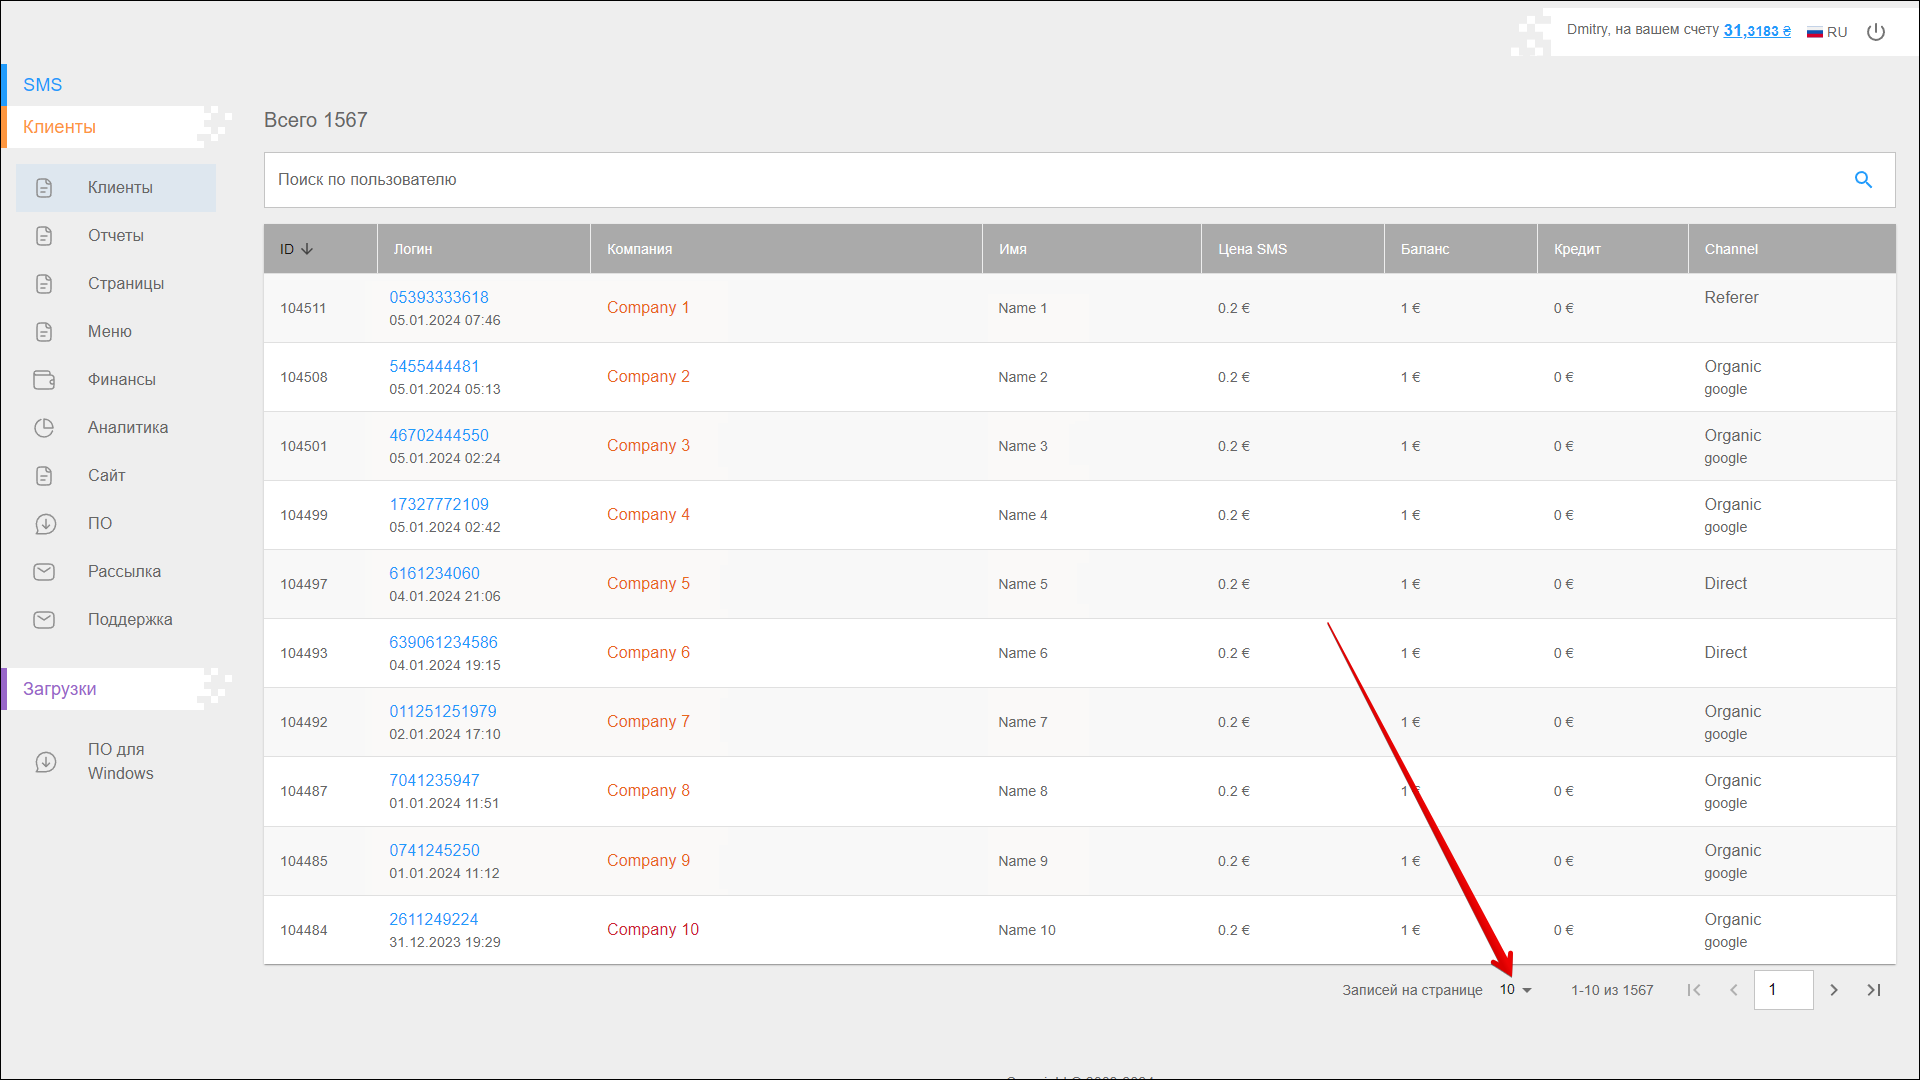 Dmitry, на вашем счету 31,3183 ₴ RU
SMS
Клиенты
Клиенты
Отчеты
Страницы
Меню
Финансы
Аналитика
Сайт
ПО
Рассылка
Поддержка
Загрузки
ПО для
Windows
Всего 1567
Поиск по пользователю
ID Логин Компания Имя Цена SMS Баланс Кредит Channel
104511 05393333618 Company 1 Name 1 0.2 € 1 € 0 € Referer
05.01.2024 07:46
104508 5455444481 Company 2 Name 2 0.2 € 1 € 0 € Organic
05.01.2024 05:13 google
104501 46702444550 Company 3 Name 3 0.2 € 1 € 0 € Organic
05.01.2024 02:24 google
104499 17327772109 Company 4 Name 4 0.2 € 1 € 0 € Organic
05.01.2024 02:42 google
104497 6161234060 Company 5 Name 5 0.2 € 1 € 0 € Direct
04.01.2024 21:06
104493 639061234586 Company 6 Name 6 0.2 € 1 € 0 € Direct
04.01.2024 19:15
104492 011251251979 Company 7 Name 7 0.2 € 1 € 0 € Organic
02.01.2024 17:10 google
104487 7041235947 Company 8 Name 8 0.2 € 1 € 0 € Organic
01.01.2024 11:51 google
104485 0741245250 Company 9 Name 9 0.2 € 1 € 0 € Organic
01.01.2024 11:12 google
104484 2611249224 Company 10 Name 10 0.2 € 1 € 0 € Organic
31.12.2023 19:29 google
Записей на странице 10 1-10 из 1567 1